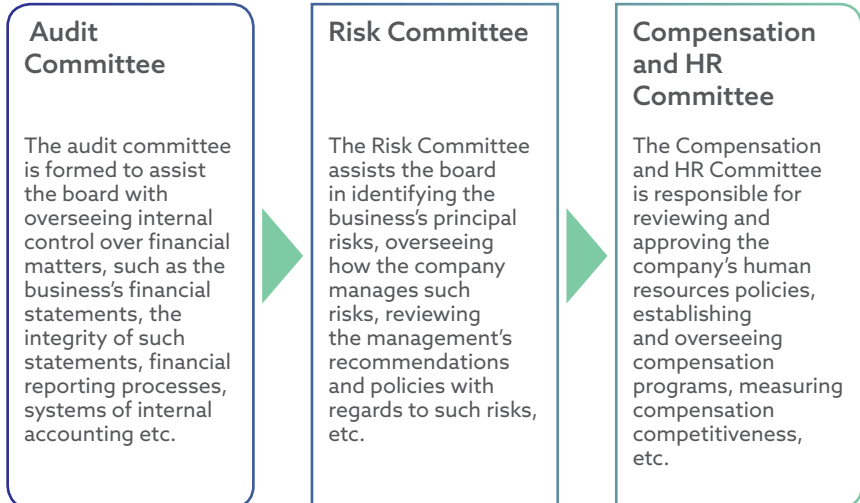 Audit
Committee
The audit committee
is formed to assist
the board with
overseeing internal
control over financial
matters, such as the
business's financial
statements, the
integrity of such
statements, financial
reporting processes,
systems of internal
accounting etc.
Risk Committee
The Risk Committee
assists the board
in identifying the
business's principal
risks, overseeing
how the company
manages such
risks, reviewing
the management's
recommendations
and policies with
regards to such risks,
etc.
Compensation
and HR
Committee
The Compensation
and HR Committee
is responsible for
reviewing and
approving the
company's human
resources policies,
establishing
and overseeing
compensation
programs, measuring
compensation
competitiveness,
etc.